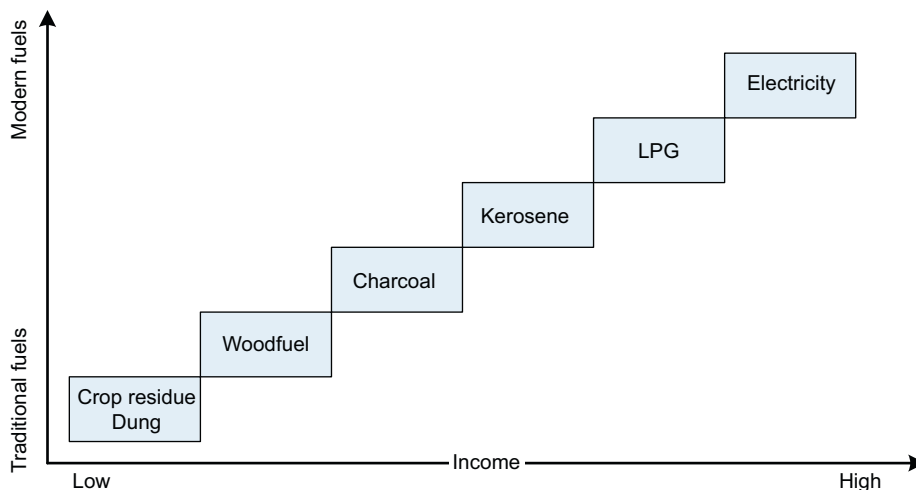 Modern fuels
Electricity
LPG
Kerosene
Charcoal
Woodfuel
Traditional fuels
Crop residue
Dung
Income
Low
High